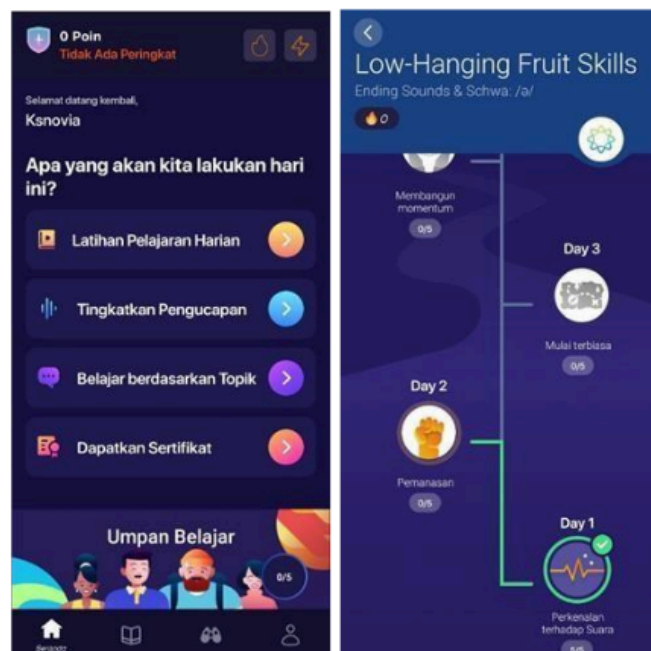 0 Poin
Tidak Ada Peringkat
Selamat datang kembali,
Ksnovia
Apa yang akan kita lakukan hari
ini?
Latihan Pelajaran Harian
Tingkatkan Pengucapan
Belajar berdasarkan Topik
Dapatkan Sertifikat
Umpan Belajar
0/5
Beranda
Low-Hanging Fruit Skills
Ending Sounds & Schwa: /ə/
0
Membangun
momentum
0/5
Day 3
Mulai terbiasa
0/5
Day 2
Pemanasan
0/5
Day 1
Perkenalan
terhadap Suara
5/5